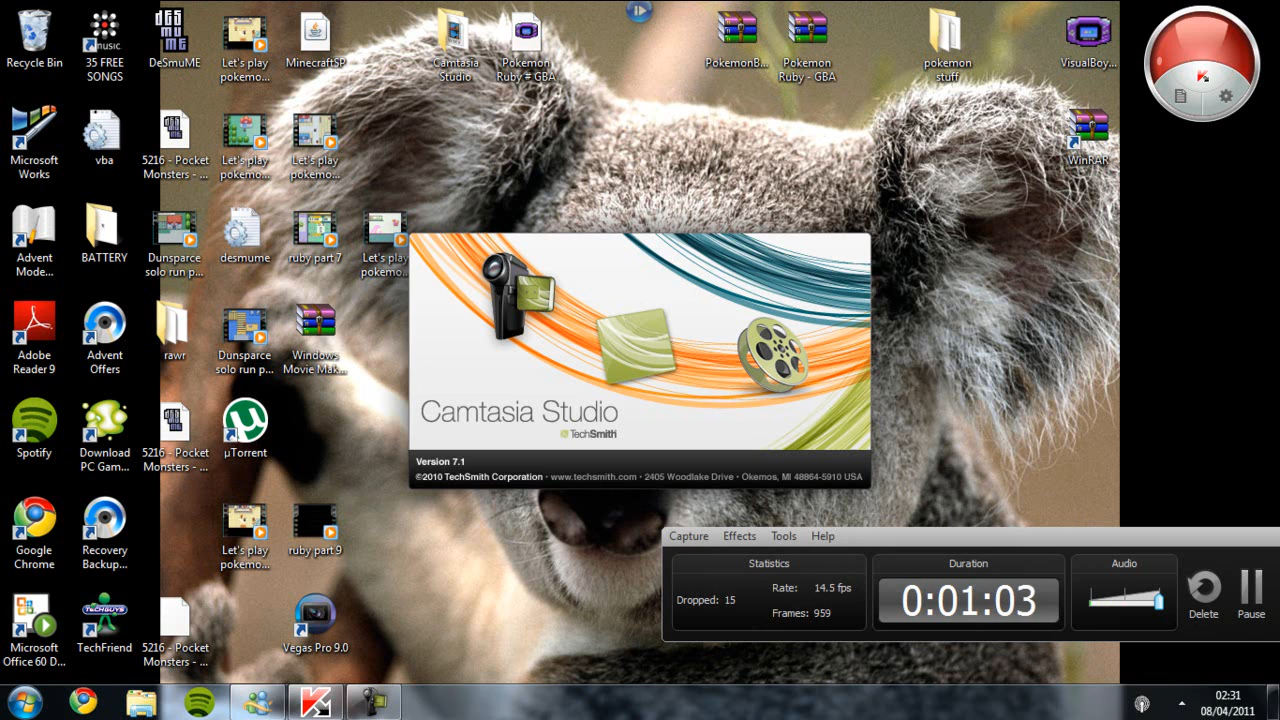 Recycle Bin
music
35 FREE
SONGS
DeSmuME
Let's play
pokemo...
MinecraftSP
Camtasia
Studio
Pokemon
Ruby # GBA
PokemonB...
Pokemon
Ruby - GBA
pokemon
stuff
VisualBoy...
Microsoft
Works
vba
5216 - Pocket
Monsters - ...
Let's play
pokemo...
Let's play
pokemo...
WinRAR
Advent
Mode...
BATTERY
Dunsparce
solo run p...
desmume
ruby part 7
Let's play
pokemo...
Adobe
Reader 9
Advent
Offers
rawr
Dunsparce
solo run p...
Windows
Movie Mak...
Camtasia Studio
TechSmith
Version 7.1
©2010 TechSmith Corporation • www.techsmith.com • 2405 Woodlake Drive • Okemos, MI 48864-5910 USA
Spotify
Download
PC Gam...
5216 - Pocket
Monsters - ...
µTorrent
Google
Chrome
Recovery
Backup...
Let's play
pokemo...
ruby part 9
Capture Effects Tools Help
Statistics Duration Audio
Dropped: 15
Rate: 14.5 fps
Frames: 959
0:01:03
Delete Pause
Microsoft
Office 60 D...
TECHGUYS
TechFriend
5216 - Pocket
Monsters - ...
Vegas Pro 9.0
02:31
08/04/2011